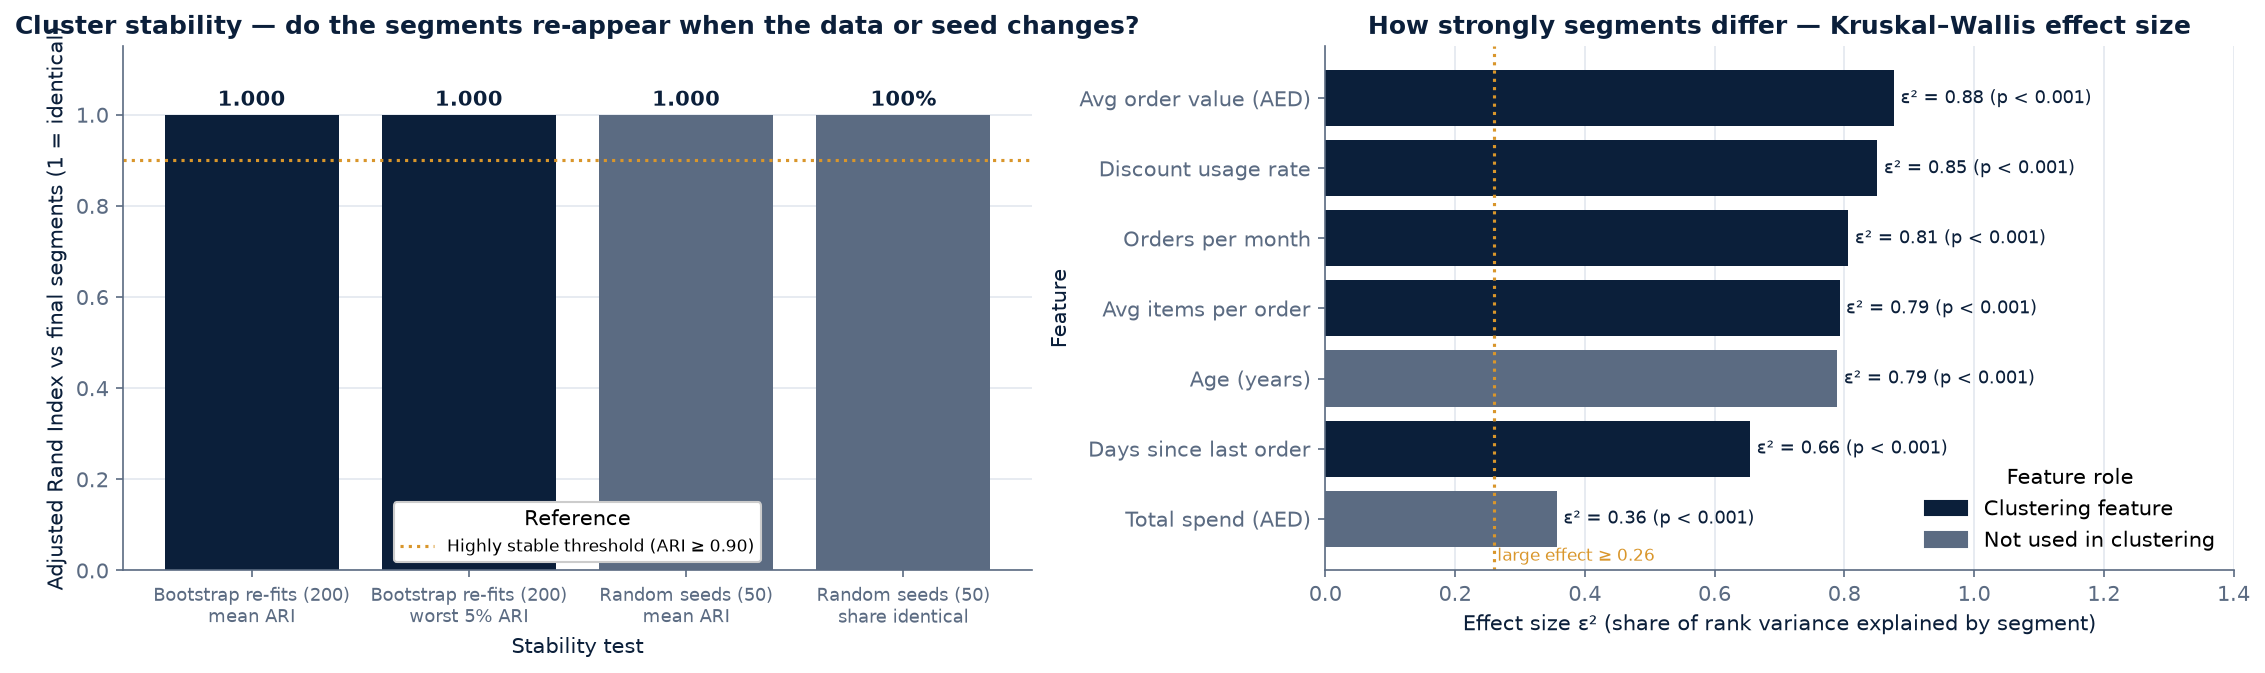 Cluster stability — do the segments re-appear when the data or seed changes?
Adjusted Rand Index vs final segments (1 = identical)
1.0
0.8
0.6
0.4
0.2
0.0
1.000
1.000
1.000
100%
Reference
Highly stable threshold (ARI ≥ 0.90)
Bootstrap re-fits (200)
mean ARI
Bootstrap re-fits (200)
worst 5% ARI
Random seeds (50)
mean ARI
Random seeds (50)
share identical
Stability test
How strongly segments differ — Kruskal–Wallis effect size
Feature
Avg order value (AED)
ε² = 0.88 (p < 0.001)
Discount usage rate
ε² = 0.85 (p < 0.001)
Orders per month
ε² = 0.81 (p < 0.001)
Avg items per order
ε² = 0.79 (p < 0.001)
Age (years)
ε² = 0.79 (p < 0.001)
Days since last order
ε² = 0.66 (p < 0.001)
Total spend (AED)
ε² = 0.36 (p < 0.001)
large effect ≥ 0.26
Feature role
Clustering feature
Not used in clustering
0.0
0.2
0.4
0.6
0.8
1.0
1.2
1.4
Effect size ε² (share of rank variance explained by segment)